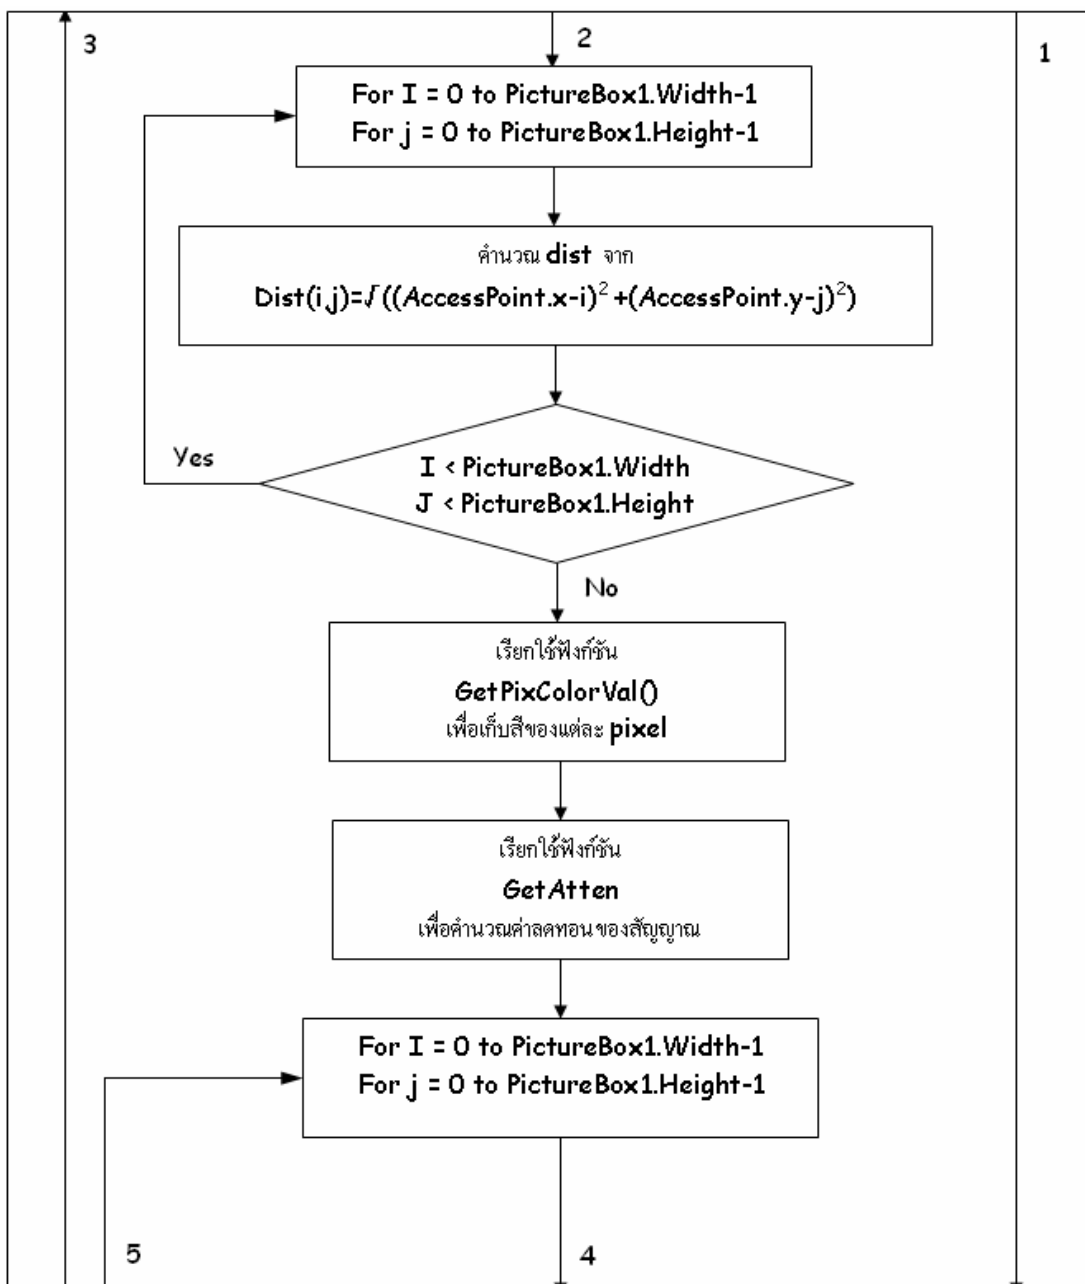 3
2
1
For I = 0 to PictureBox1.Width-1
For j = 0 to PictureBox1.Height-1
คำนวณ dist จาก
Dist(i,j)=√((AccessPoint.x-i)² +(AccessPoint.y-j)²)
Yes
I < PictureBox1.Width
J < PictureBox1.Height
No
เรียกใช้ฟังก์ชัน
GetPixColorVal()
เพื่อเก็บสีของแต่ละ pixel
เรียกใช้ฟังก์ชัน
GetAtten
เพื่อคำนวณค่าลดทอนของสัญญาณ
For I = 0 to PictureBox1.Width-1
For j = 0 to PictureBox1.Height-1
5
4